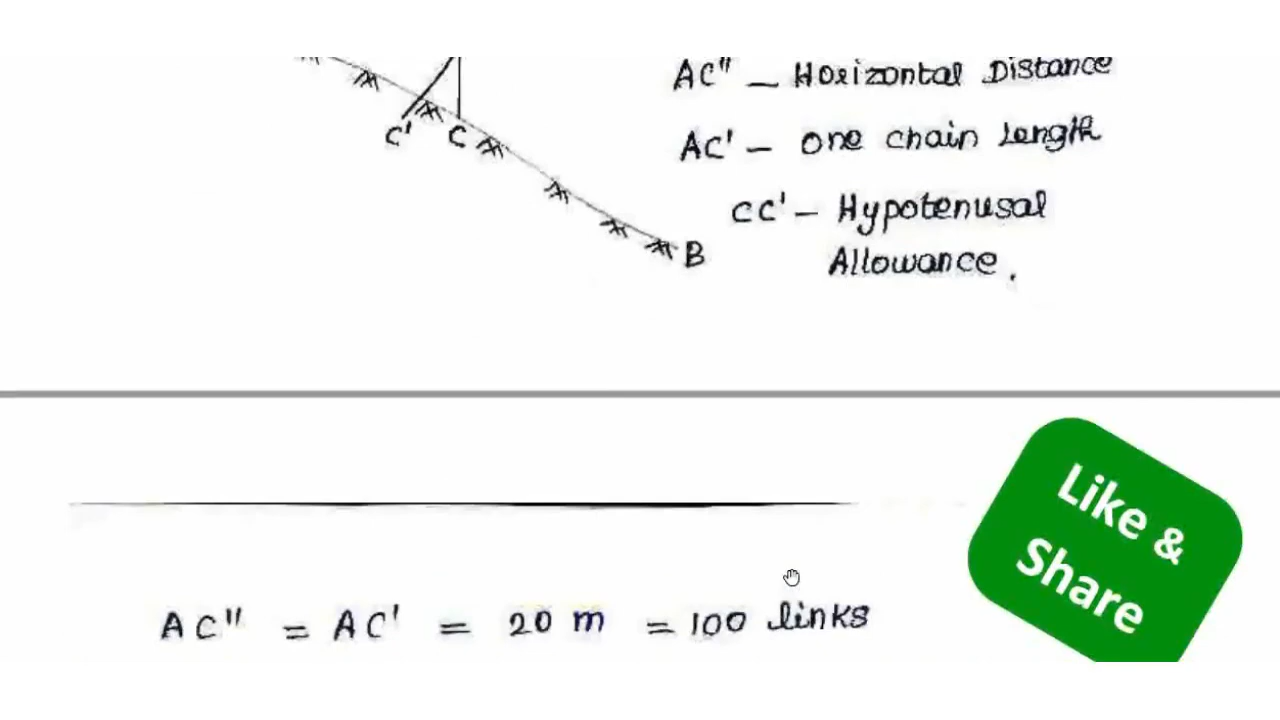 AC" – Horizontal Distance
AC' – one chain Length
C' C
CC' – Hypotenusal
B
Allowance.
Like &
Share
AC" = AC' = 20 m = 100 links